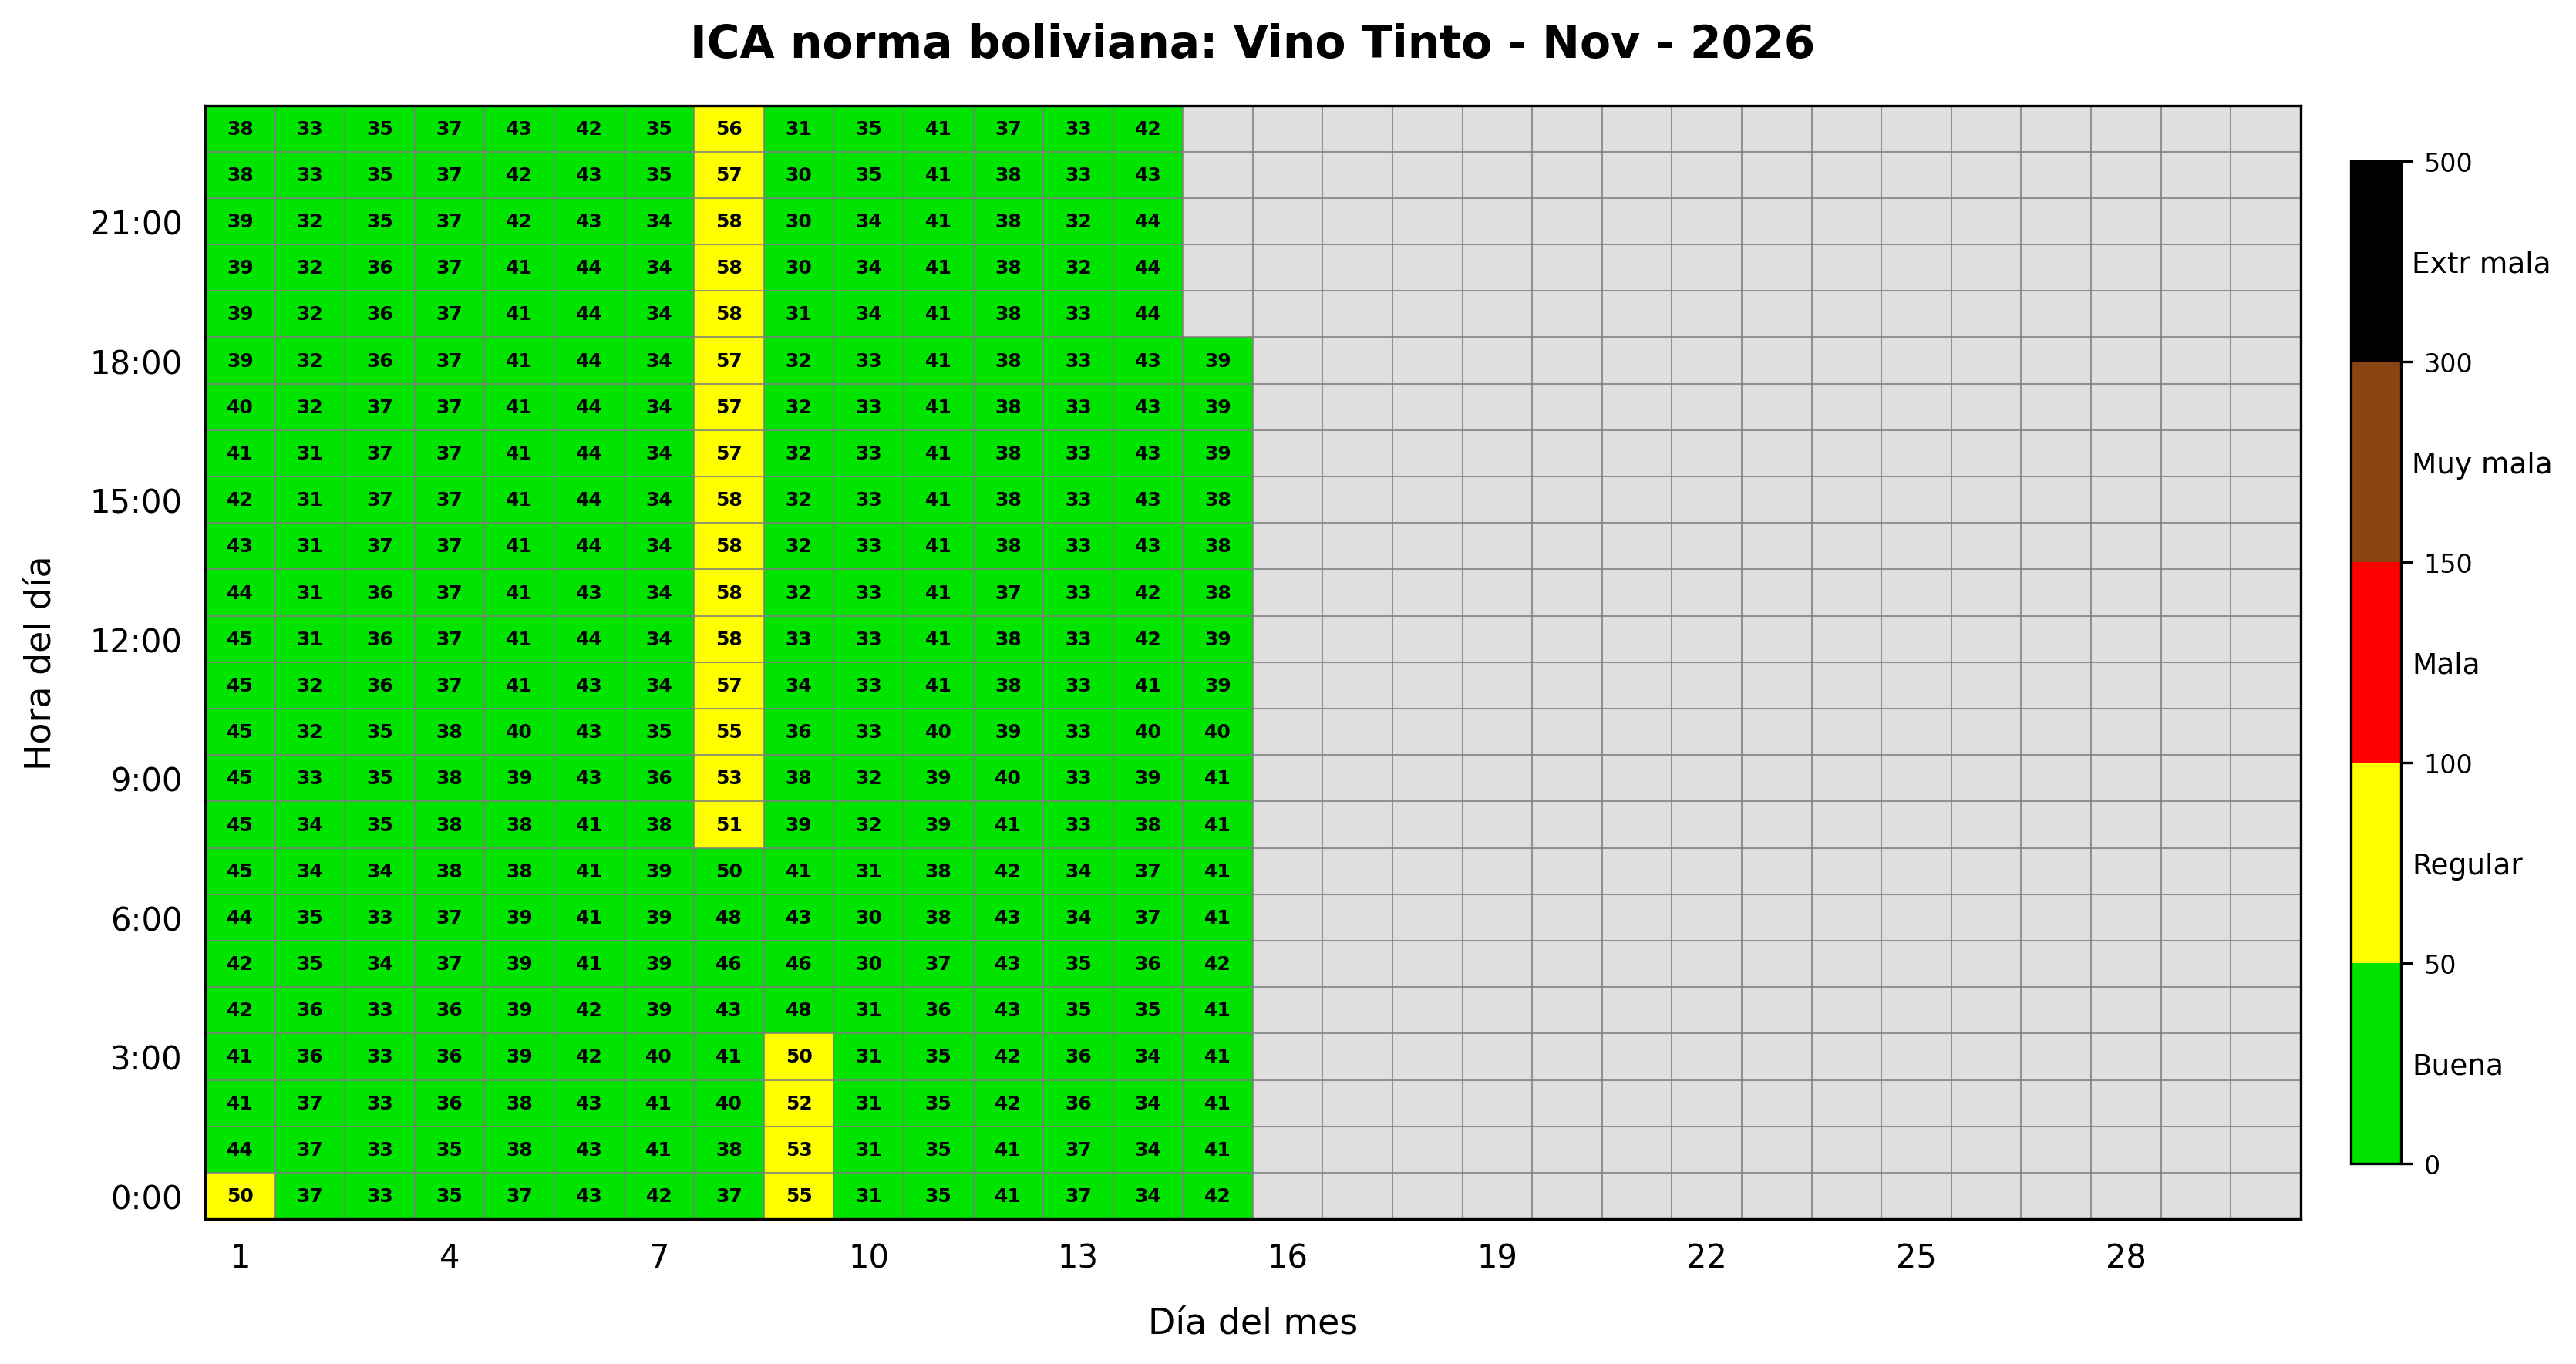 ICA norma boliviana: Vino Tinto - Nov - 2026
38 33 35 37 43 42 35 56 31 35 41 37 33 42
38 33 35 37 42 43 35 57 30 35 41 38 33 43
21:00 39 32 35 37 42 43 34 58 30 34 41 38 32 44
39 32 36 37 41 44 34 58 30 34 41 38 32 44
39 32 36 37 41 44 34 58 31 34 41 38 33 44
18:00 39 32 36 37 41 44 34 57 32 33 41 38 33 43 39
40 32 37 37 41 44 34 57 32 33 41 38 33 43 39
41 31 37 37 41 44 34 57 32 33 41 38 33 43 39
15:00 42 31 37 37 41 44 34 58 32 33 41 38 33 43 38
43 31 37 37 41 44 34 58 32 33 41 38 33 43 38
44 31 36 37 41 43 34 58 32 33 41 37 33 42 38
12:00 45 31 36 37 41 44 34 58 33 33 41 38 33 42 39
45 32 36 37 41 43 34 57 34 33 41 38 33 41 39
45 32 35 38 40 43 35 55 36 33 40 39 33 40 40
9:00 45 33 35 38 39 43 36 53 38 32 39 40 33 39 41
45 34 35 38 38 41 38 51 39 32 39 41 33 38 41
45 34 34 38 38 41 39 50 41 31 38 42 34 37 41
6:00 44 35 33 37 39 41 39 48 43 30 38 43 34 37 41
42 35 34 37 39 41 39 46 46 30 37 43 35 36 42
42 36 33 36 39 42 39 43 48 31 36 43 35 35 41
3:00 41 36 33 36 39 42 40 41 50 31 35 42 36 34 41
41 37 33 36 38 43 41 40 52 31 35 42 36 34 41
44 37 33 35 38 43 41 38 53 31 35 41 37 34 41
0:00 50 37 33 35 37 43 42 37 55 31 35 41 37 34 42
1 4 7 10 13 16 19 22 25 28
Día del mes
Hora del día
500
Extr mala
300
Muy mala
150
Mala
100
Regular
50
Buena
0